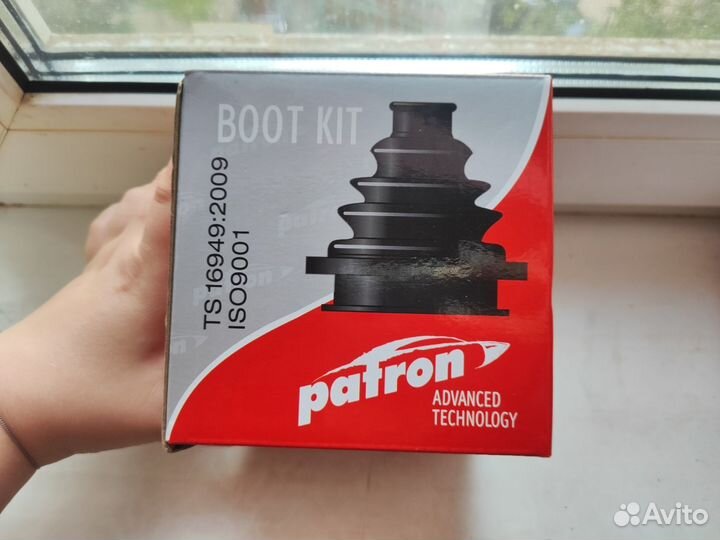 BOOT KIT
TS 16949:2009
ISO9001
patron
ADVANCED
TECHNOLOGY
Avito